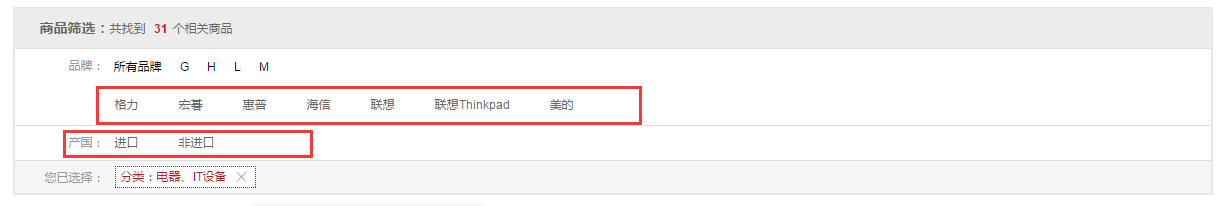 商品筛选：共找到 31 个相关商品
品牌： 所有品牌 G H L M
格力 宏碁 惠普 海信 联想 联想Thinkpad 美的
产国： 进口 非进口
您已选择： 分类：电器、IT设备 ×